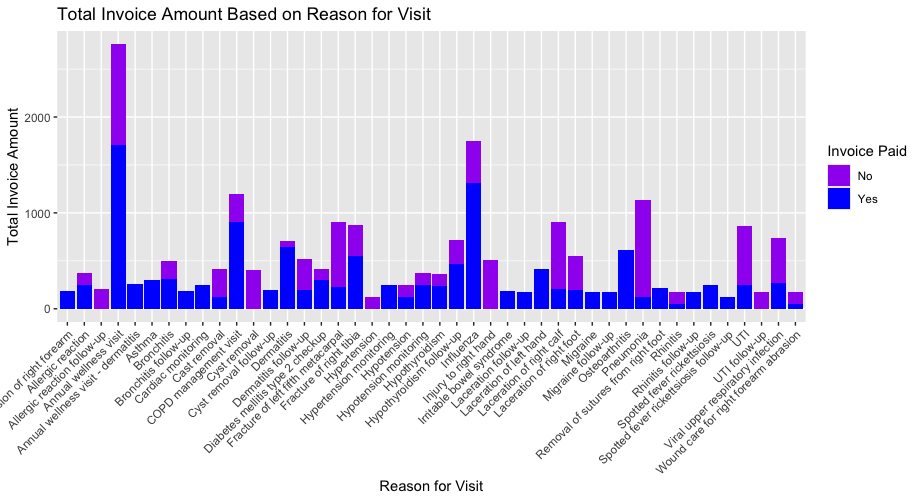 Total Invoice Amount Based on Reason for Visit
Total Invoice Amount
2000
1000
0
of right forearm
Allergic reaction
Allergic reaction follow-up
Annual wellness visit
Annual wellness visit - dermatitis
Asthma
Bronchitis
Bronchitis follow-up
Cardiac monitoring
Cast removal
COPD management visit
Cyst removal
Cyst removal follow-up
Dermatitis
Dermatitis follow-up
Diabetes mellitis type 2 checkup
Fracture of left fifth metacarpal
Fracture of right tibia
Hypertension
Hypertension monitoring
Hypotension
Hypotension monitoring
Hypothyroidism
Hypothyroidism follow-up
Influenza
Injury to right hand
Irritable bowel syndrome
Laceration follow-up
Laceration of left hand
Laceration of right calf
Laceration of right foot
Migraine
Migraine follow-up
Osteoarthritis
Pneumonia
Removal of sutures from right foot
Rhinitis
Rhinitis follow-up
Spotted fever rickettsiosis
Spotted fever rickettsiosis follow-up
UTI
UTI follow-up
Viral upper respiratory infection
Wound care for right forearm abrasion
Reason for Visit
Invoice Paid
No
Yes